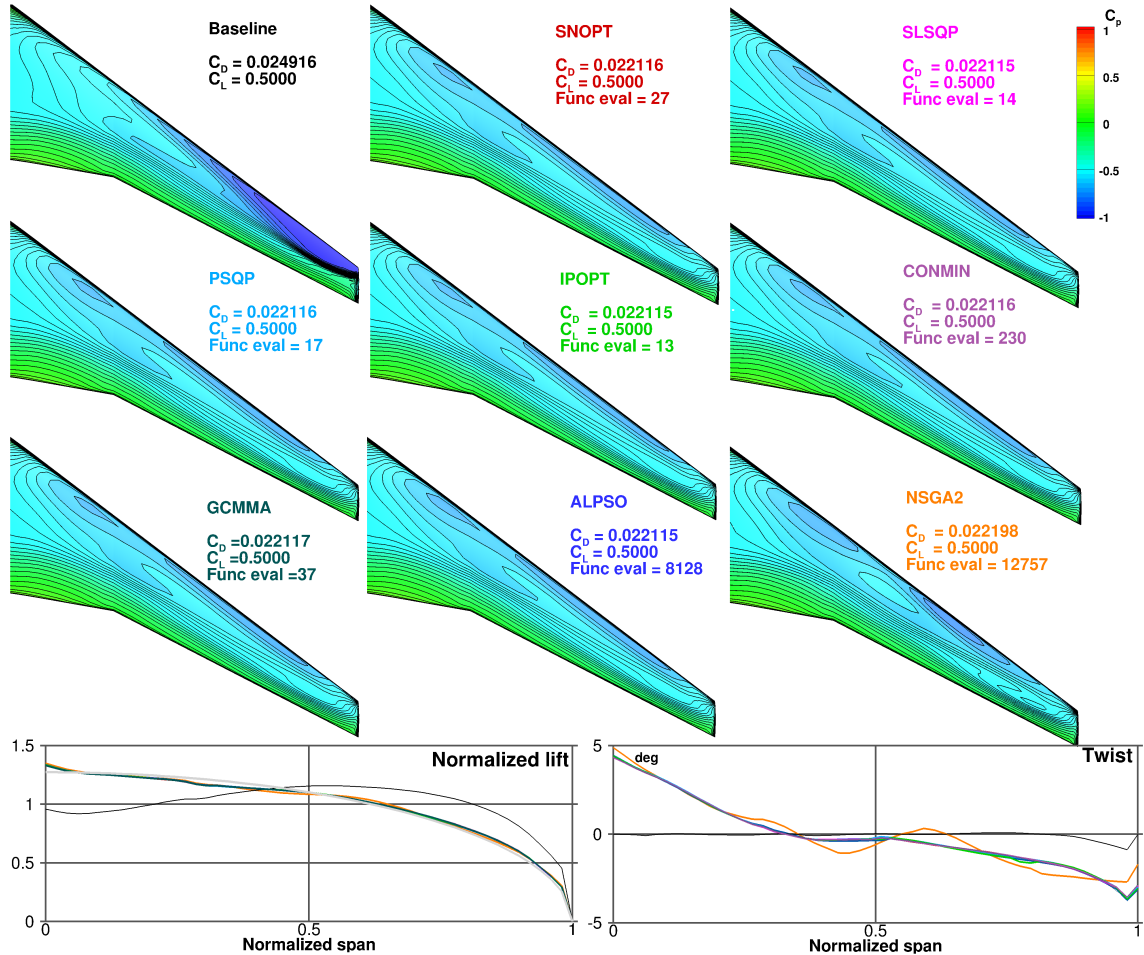 Baseline
C_D = 0.024916
C_L = 0.5000
SNOPT
C_D = 0.022116
C_L = 0.5000
Func eval = 27
SLSQP
C_D = 0.022115
C_L = 0.5000
Func eval = 14
C_p
1
0.5
0
-0.5
-1
PSQP
C_D = 0.022116
C_L = 0.5000
Func eval = 17
IPOPT
C_D = 0.022115
C_L = 0.5000
Func eval = 13
CONMIN
C_D = 0.022116
C_L = 0.5000
Func eval = 230
GCMMA
C_D =0.022117
C_L =0.5000
Func eval =37
ALPSO
C_D = 0.022115
C_L = 0.5000
Func eval = 8128
NSGA2
C_D = 0.022198
C_L = 0.5000
Func eval = 12757
Normalized lift
1.5
1
0.5
0
0
0.5
1
Normalized span
Twist
deg
5
0
-5
0
0.5
1
Normalized span